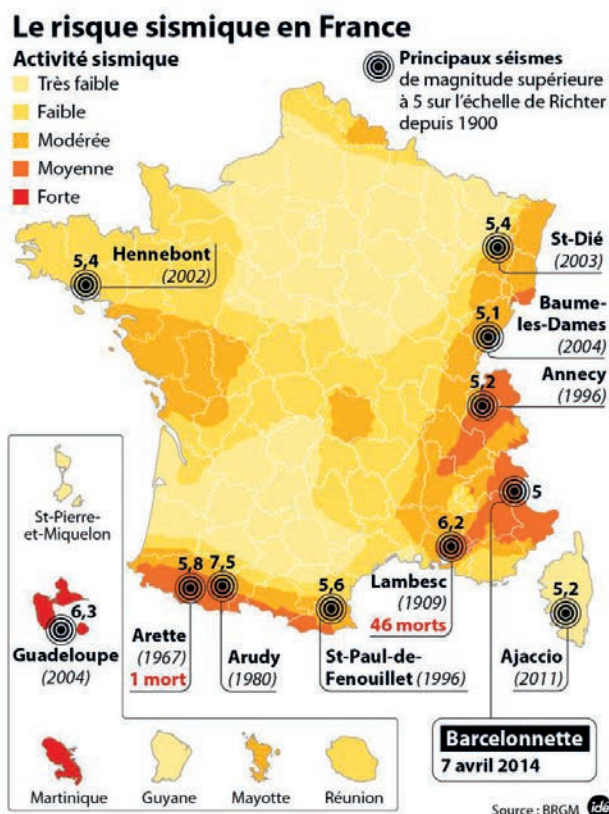 Le risque sismique en France
Activité sismique
Très faible
Faible
Modérée
Moyenne
Forte
Principaux séismes
de magnitude supérieure
à 5 sur l'échelle de Richter
depuis 1900
5,4
Hennebont
(2002)
5,4
St-Dié
(2003)
5,1
Baume-
les-Dames
(2004)
5,2
Annecy
(1996)
5
6,2
Lambesc
(1909)
46 morts
5,8
Arette
(1967)
1 mort
7,5
Arudy
(1980)
5,6
St-Paul-de-
Fenouillet (1996)
5,2
Ajaccio
(2011)
Barcelonnette
7 avril 2014
St-Pierre-
et-Miquelon
6,3
Guadeloupe
(2004)
Martinique
Guyane
Mayotte
Réunion
Source : BRGM
idé